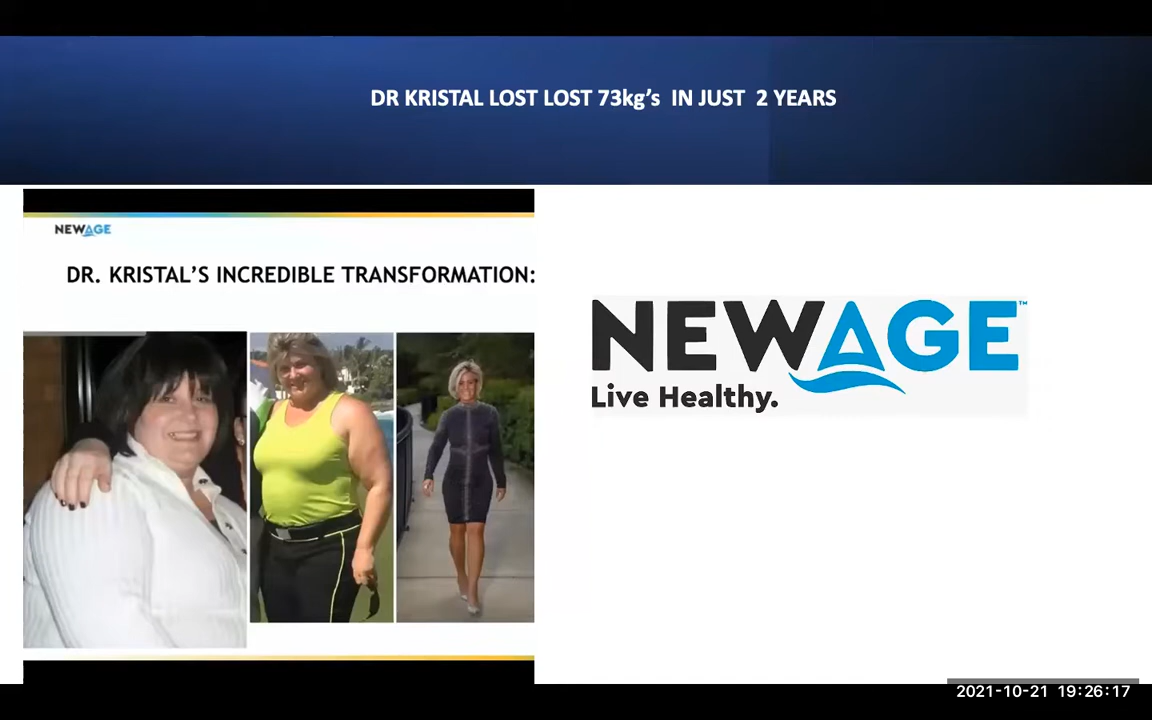 DR KRISTAL LOST LOST 73kg’s IN JUST 2 YEARS
NEWAGE
DR. KRISTAL’S INCREDIBLE TRANSFORMATION:
NEWAGE™
Live Healthy.
2021-10-21 19:26:17